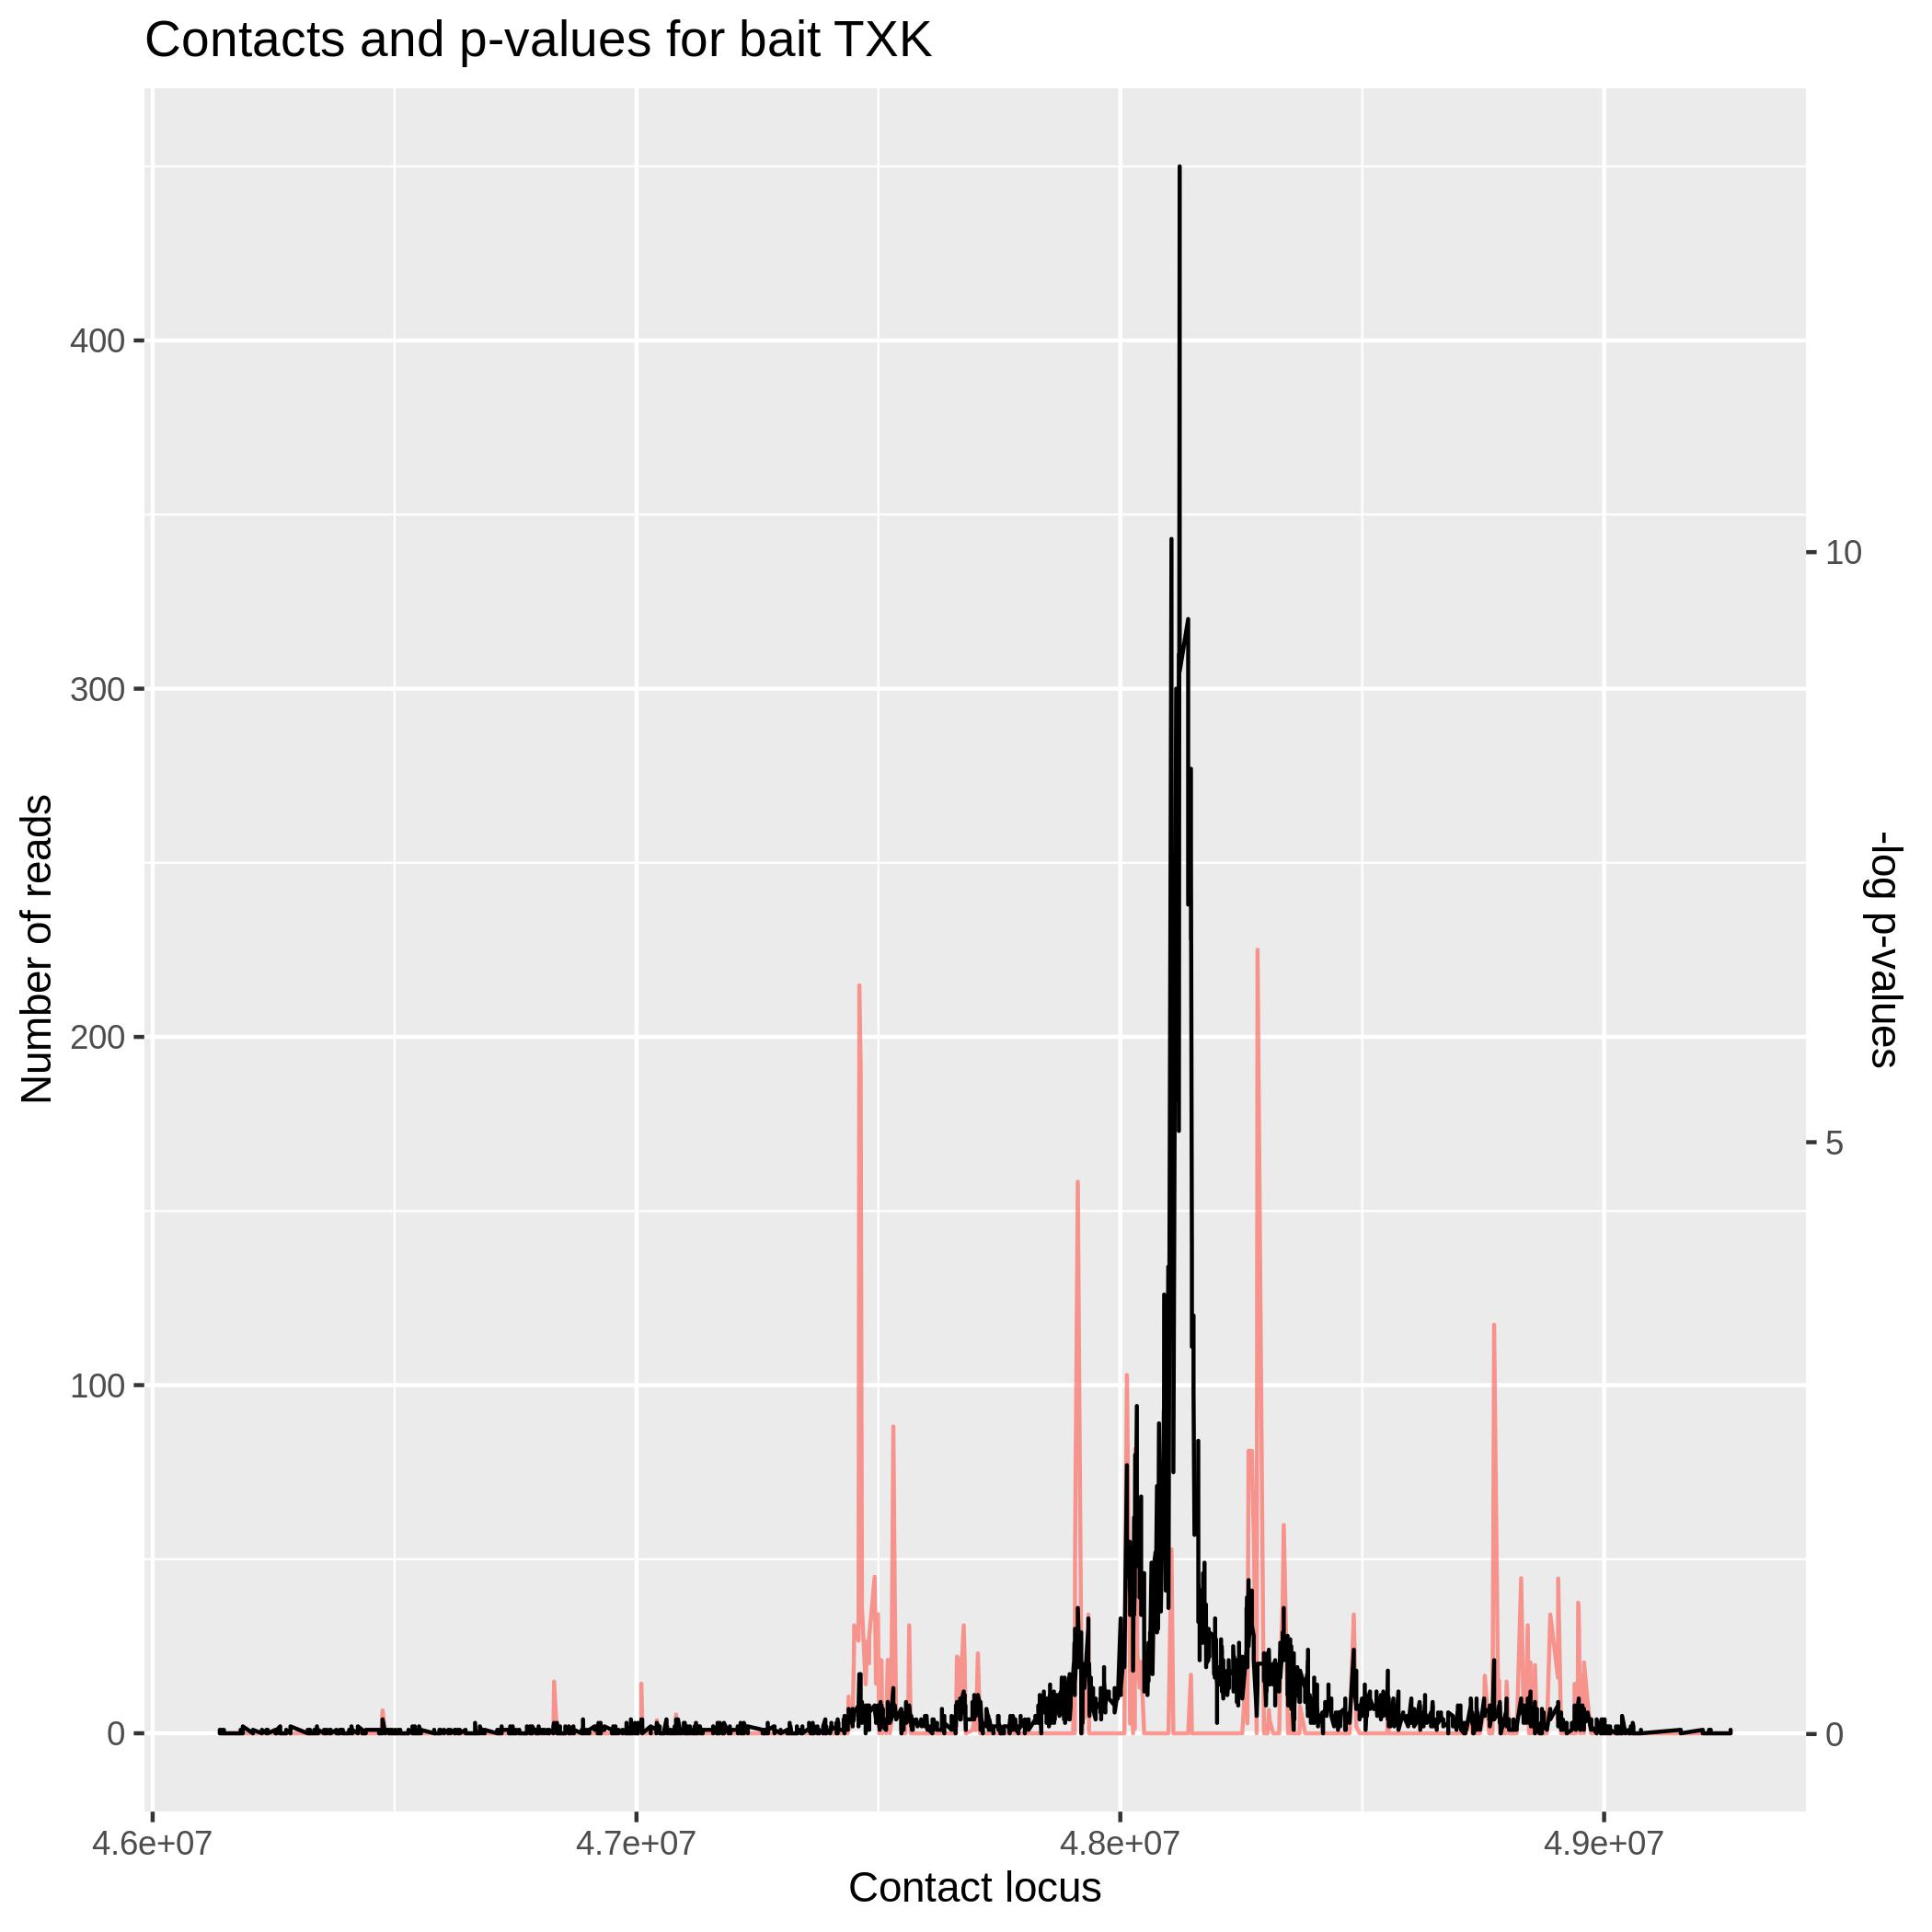 Contacts and p-values for bait TXK
400
300
200
100
0
Number of reads
10
5
0
-log p-values
4.6e+07
4.7e+07
4.8e+07
4.9e+07
Contact locus